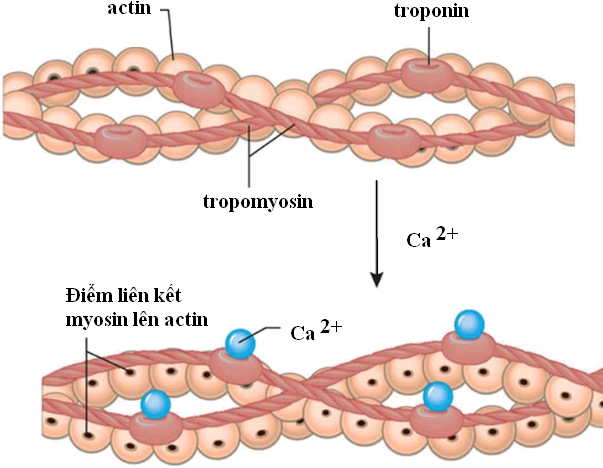 actin
troponin
tropomyosin
Ca 2+
Điểm liên kết
myosin lên actin
Ca 2+